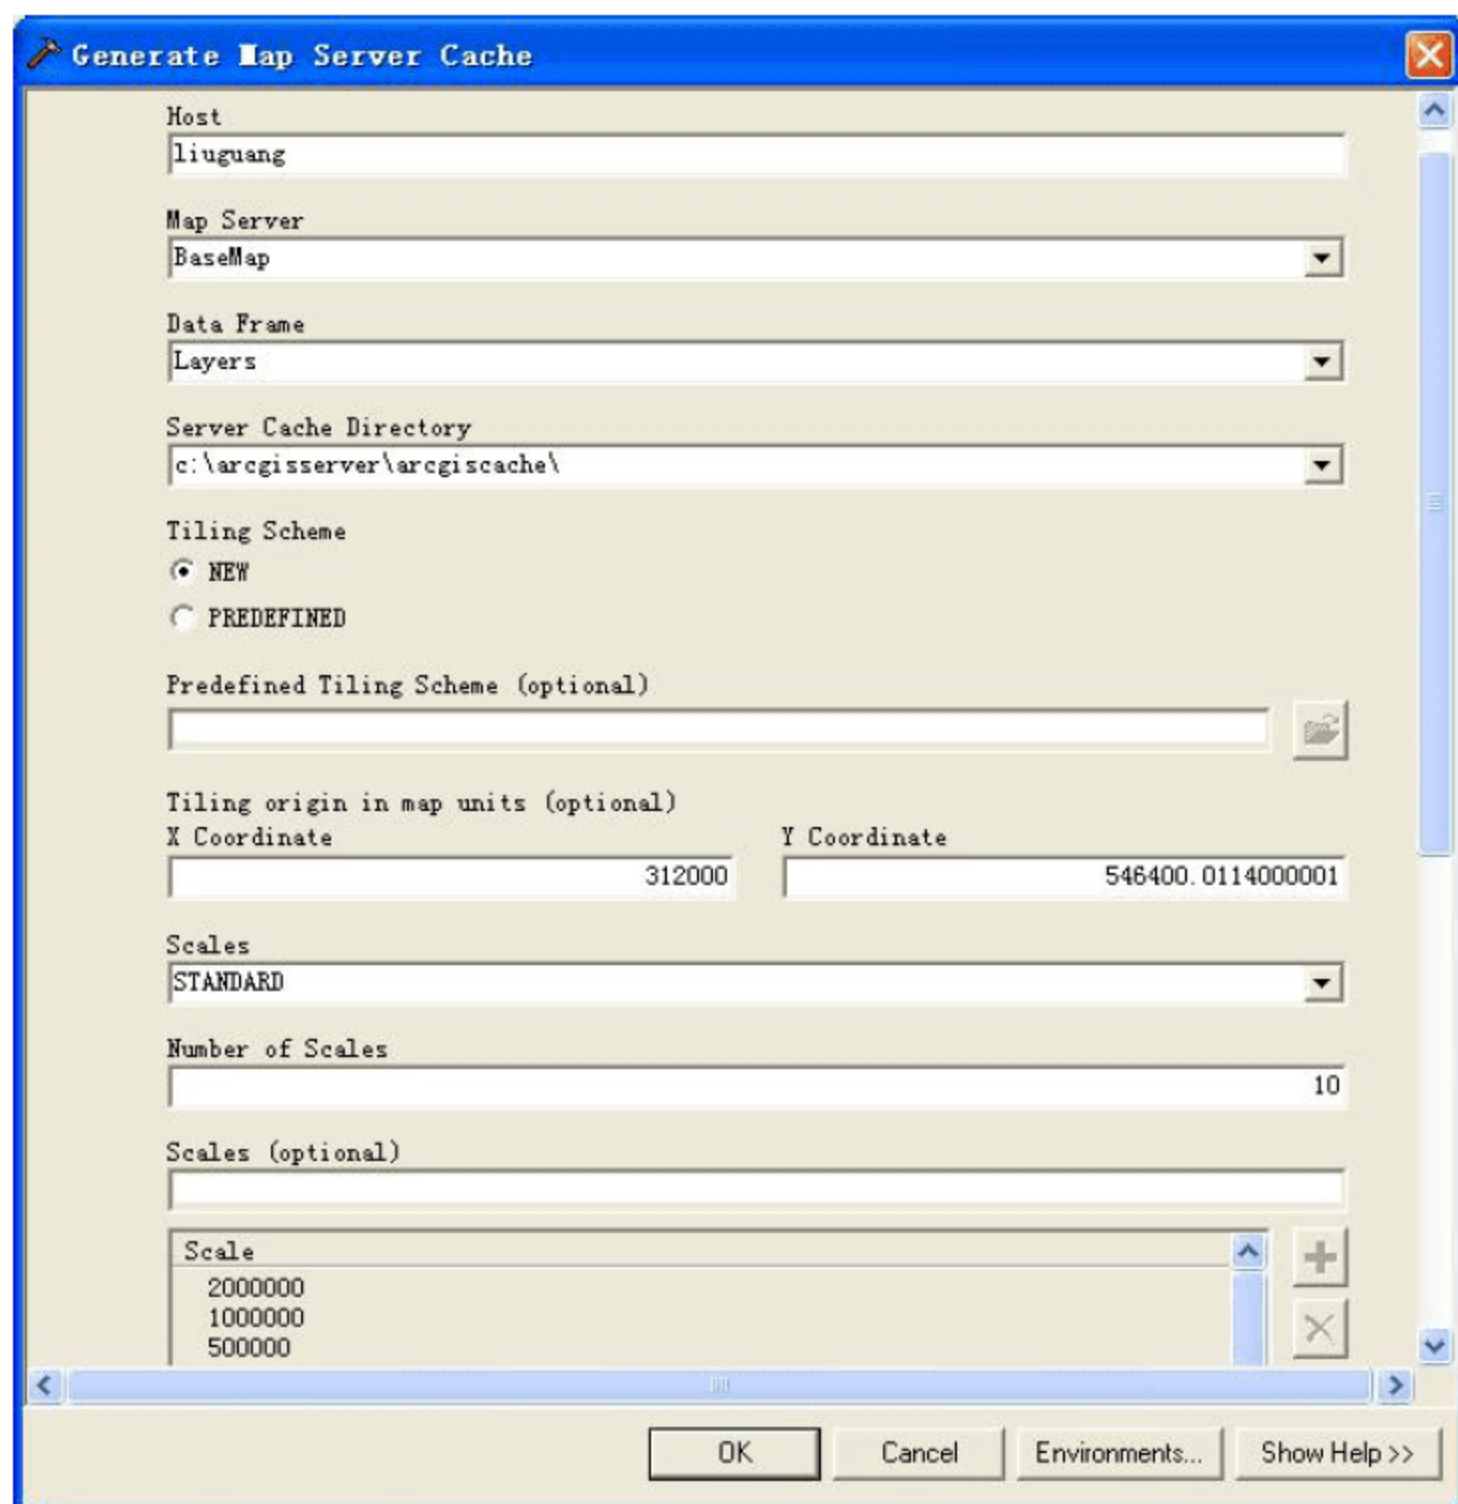 Generate Map Server Cache
Host
liuguang
Map Server
BaseMap
Data Frame
Layers
Server Cache Directory
c:\arcgisserver\arcgiscache\
Tiling Scheme
NEW
PREDEFINED
Predefined Tiling Scheme (optional)
Tiling origin in map units (optional)
X Coordinate Y Coordinate
312000 546400.0114000001
Scales
STANDARD
Number of Scales
10
Scales (optional)
Scale
2000000
1000000
500000
OK Cancel Environments... Show Help >>